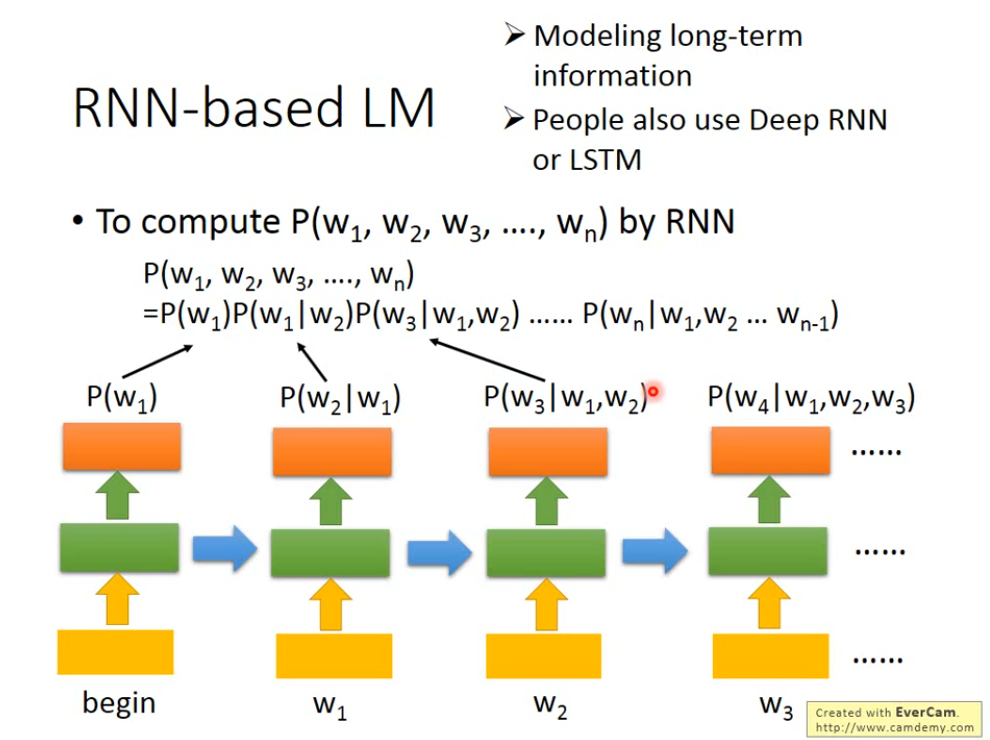 RNN-based LM
➢ Modeling long-term
information
➢ People also use Deep RNN
or LSTM
• To compute P(w₁, w₂, w₃, …., wₙ) by RNN
P(w₁, w₂, w₃, …., wₙ)
=P(w₁)P(w₁|w₂)P(w₃|w₁,w₂) …… P(wₙ|w₁,w₂ … wₙ₋₁)
P(w₁) P(w₂|w₁) P(w₃|w₁,w₂) P(w₄|w₁,w₂,w₃)
……
……
……
begin w₁ w₂ w₃
Created with EverCam.
http://www.camdemy.com